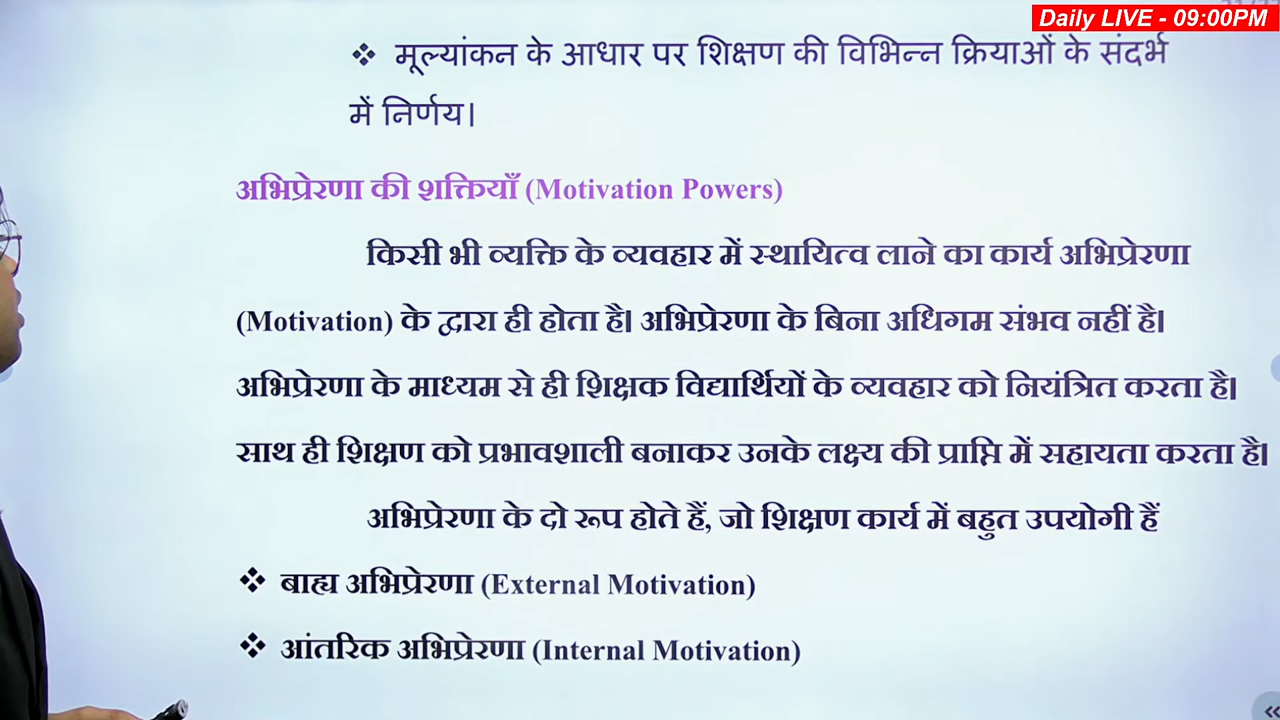 Daily LIVE - 09:00PM
❖ मूल्यांकन के आधार पर शिक्षण की विभिन्न क्रियाओं के संदर्भ
में निर्णय।
अभिप्रेरणा की शक्तियाँ (Motivation Powers)
किसी भी व्यक्ति के व्यवहार में स्थायित्व लाने का कार्य अभिप्रेरणा
(Motivation) के द्वारा ही होता है। अभिप्रेरणा के बिना अधिगम संभव नहीं है।
अभिप्रेरणा के माध्यम से ही शिक्षक विद्यार्थियों के व्यवहार को नियंत्रित करता है।
साथ ही शिक्षण को प्रभावशाली बनाकर उनके लक्ष्य की प्राप्ति में सहायता करता है।
अभिप्रेरणा के दो रूप होते हैं, जो शिक्षण कार्य में बहुत उपयोगी हैं
❖ बाह्य अभिप्रेरणा (External Motivation)
❖ आंतरिक अभिप्रेरणा (Internal Motivation)